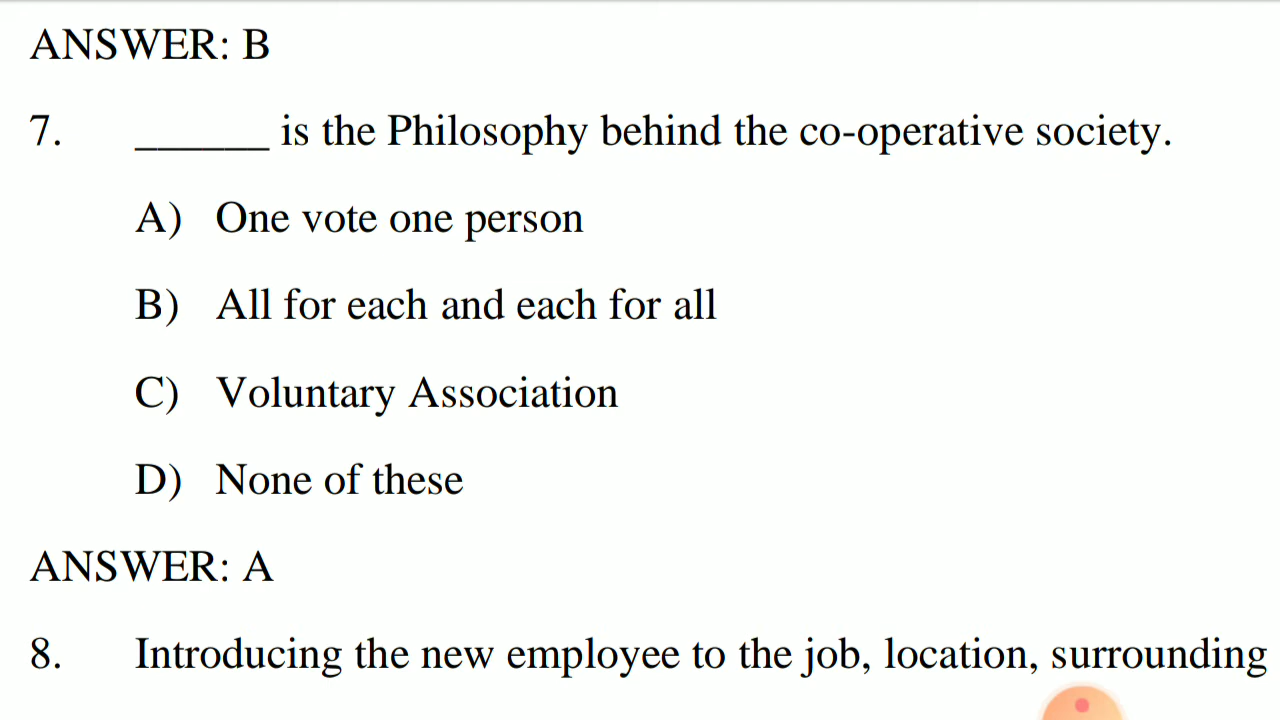 ANSWER: B
7. ______ is the Philosophy behind the co-operative society.
A) One vote one person
B) All for each and each for all
C) Voluntary Association
D) None of these
ANSWER: A
8. Introducing the new employee to the job, location, surrounding